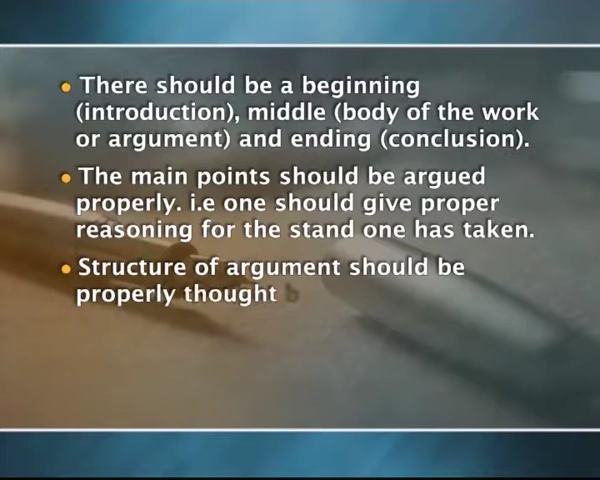 • There should be a beginning
(introduction), middle (body of the work
or argument) and ending (conclusion).
• The main points should be argued
properly. i.e one should give proper
reasoning for the stand one has taken.
• Structure of argument should be
properly thought